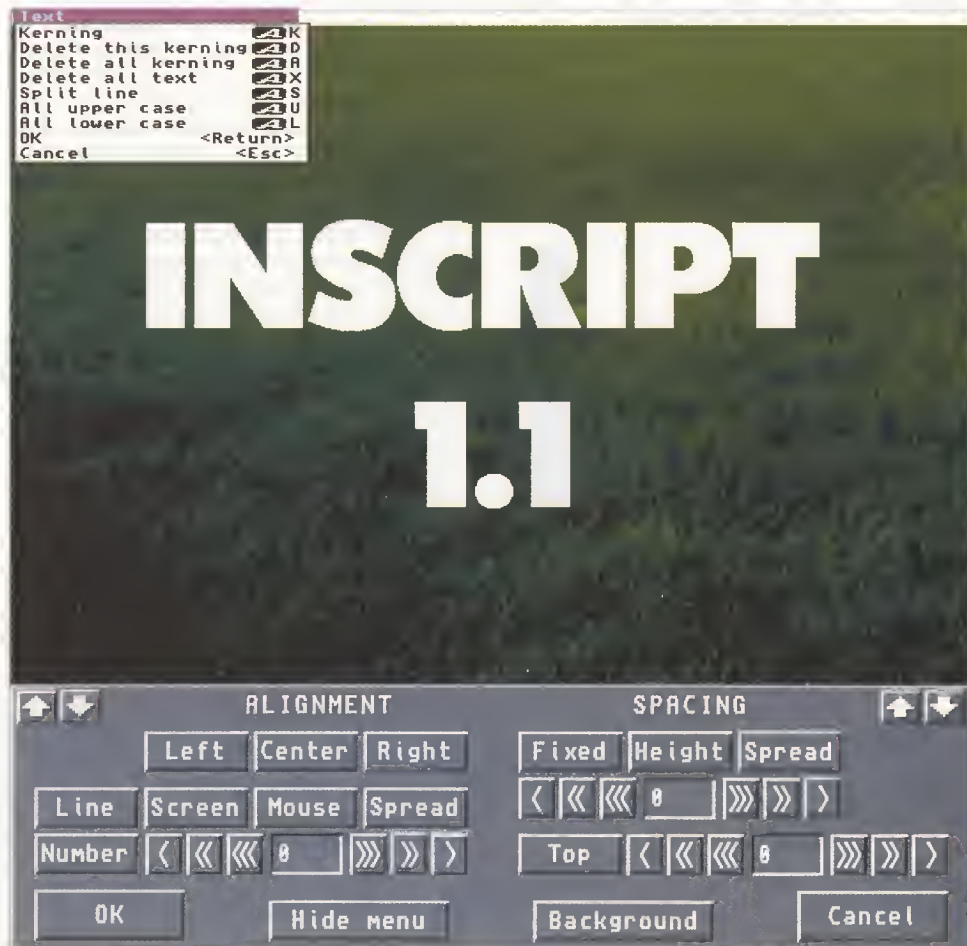 Text
Kerning A K
Delete this kerning A D
Delete all kerning A A
Delete all text A X
Split line A S
All upper case A U
All lower case A L
OK <Return>
Cancel <Esc>
INSCRIPT
1.1
ALIGNMENT SPACING
Left Center Right Fixed Height Spread
< << <<< 0 >>> >> >
Line Screen Mouse Spread
Number < << <<< 0 >>> >> > Top < << <<< 0 >>> >> >
OK Hide menu Background Cancel